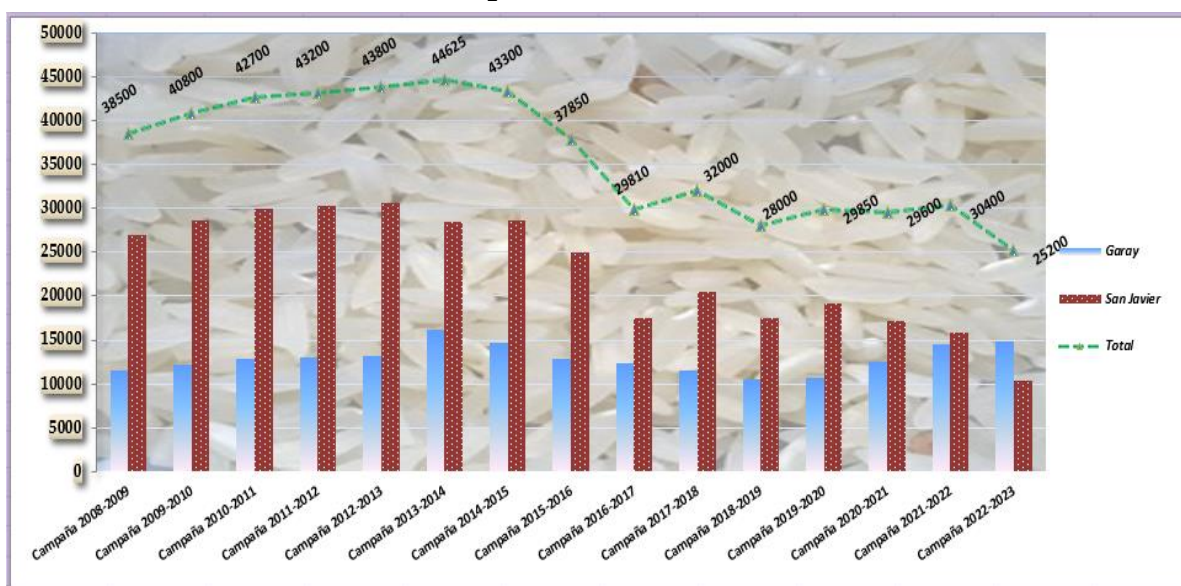 50000
45000
40000
35000
30000
25000
20000
15000
10000
5000
0
38500
40800
42700
43200
43800
44625
43300
37850
29810
32000
28000
29850
29600
30400
25200
Garay
San Javier
Total
Campaña 2008-2009
Campaña 2009-2010
Campaña 2010-2011
Campaña 2011-2012
Campaña 2012-2013
Campaña 2013-2014
Campaña 2014-2015
Campaña 2015-2016
Campaña 2016-2017
Campaña 2017-2018
Campaña 2018-2019
Campaña 2019-2020
Campaña 2020-2021
Campaña 2021-2022
Campaña 2022-2023